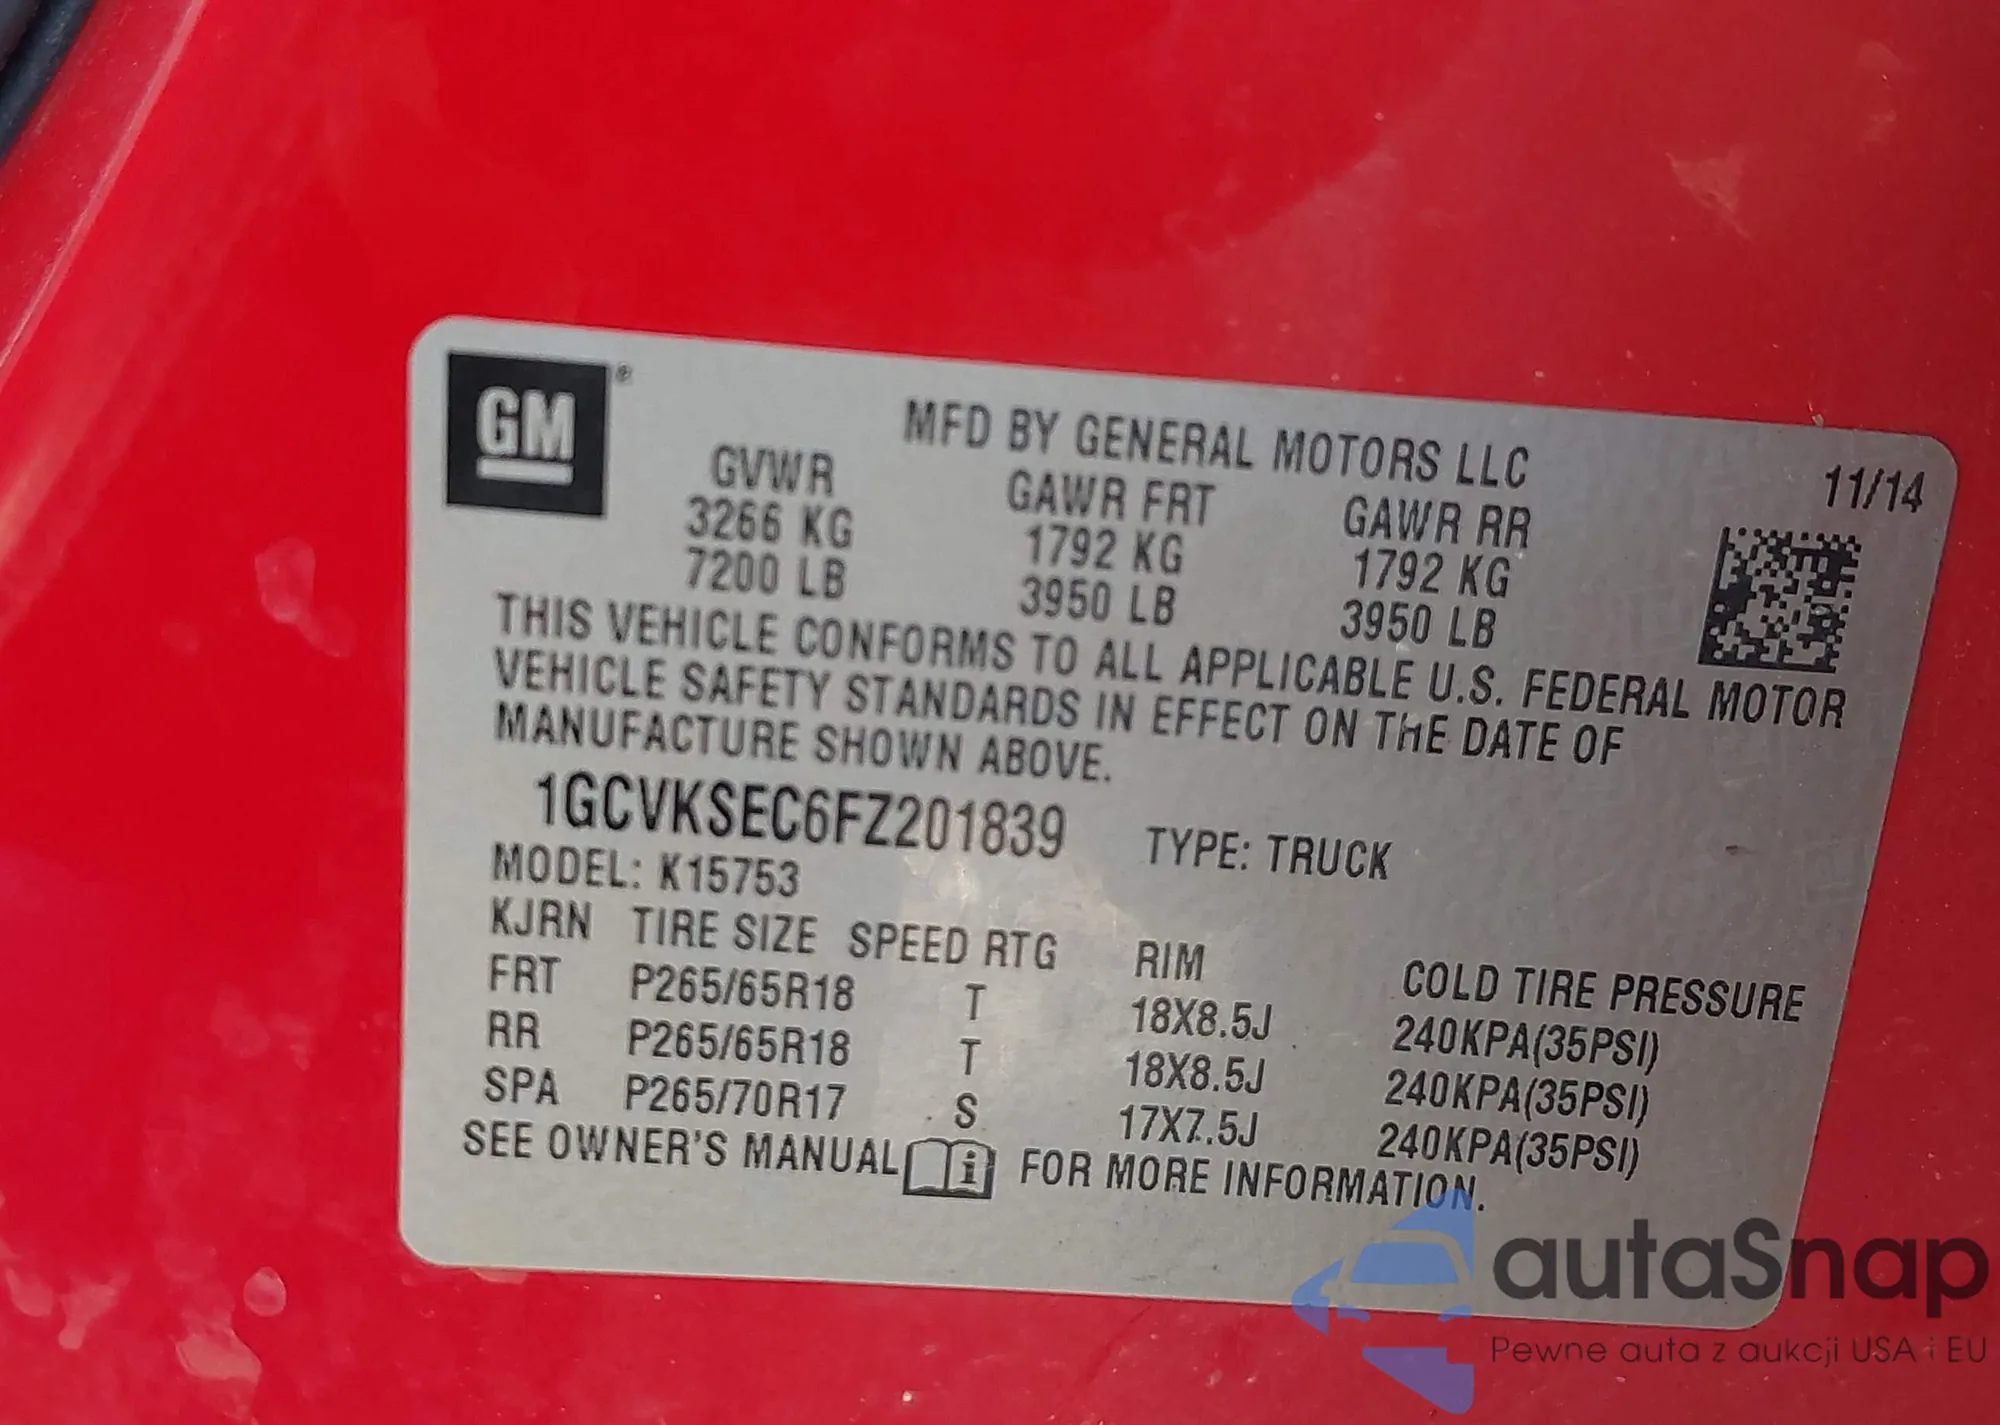 GM®
MFD BY GENERAL MOTORS LLC
11/14
GVWR GAWR FRT GAWR RR
3266 KG 1792 KG 1792 KG
7200 LB 3950 LB 3950 LB
THIS VEHICLE CONFORMS TO ALL APPLICABLE U.S. FEDERAL MOTOR
VEHICLE SAFETY STANDARDS IN EFFECT ON THE DATE OF
MANUFACTURE SHOWN ABOVE.
1GCVKSEC6FZ201839 TYPE: TRUCK
MODEL: K15753
KJRN TIRE SIZE SPEED RTG RIM COLD TIRE PRESSURE
FRT P265/65R18 T 18X8.5J 240KPA(35PSI)
RR P265/65R18 T 18X8.5J 240KPA(35PSI)
SPA P265/70R17 S 17X7.5J 240KPA(35PSI)
SEE OWNER'S MANUAL i FOR MORE INFORMATION.
autaSnap
Pewne auta z aukcji USA i EU